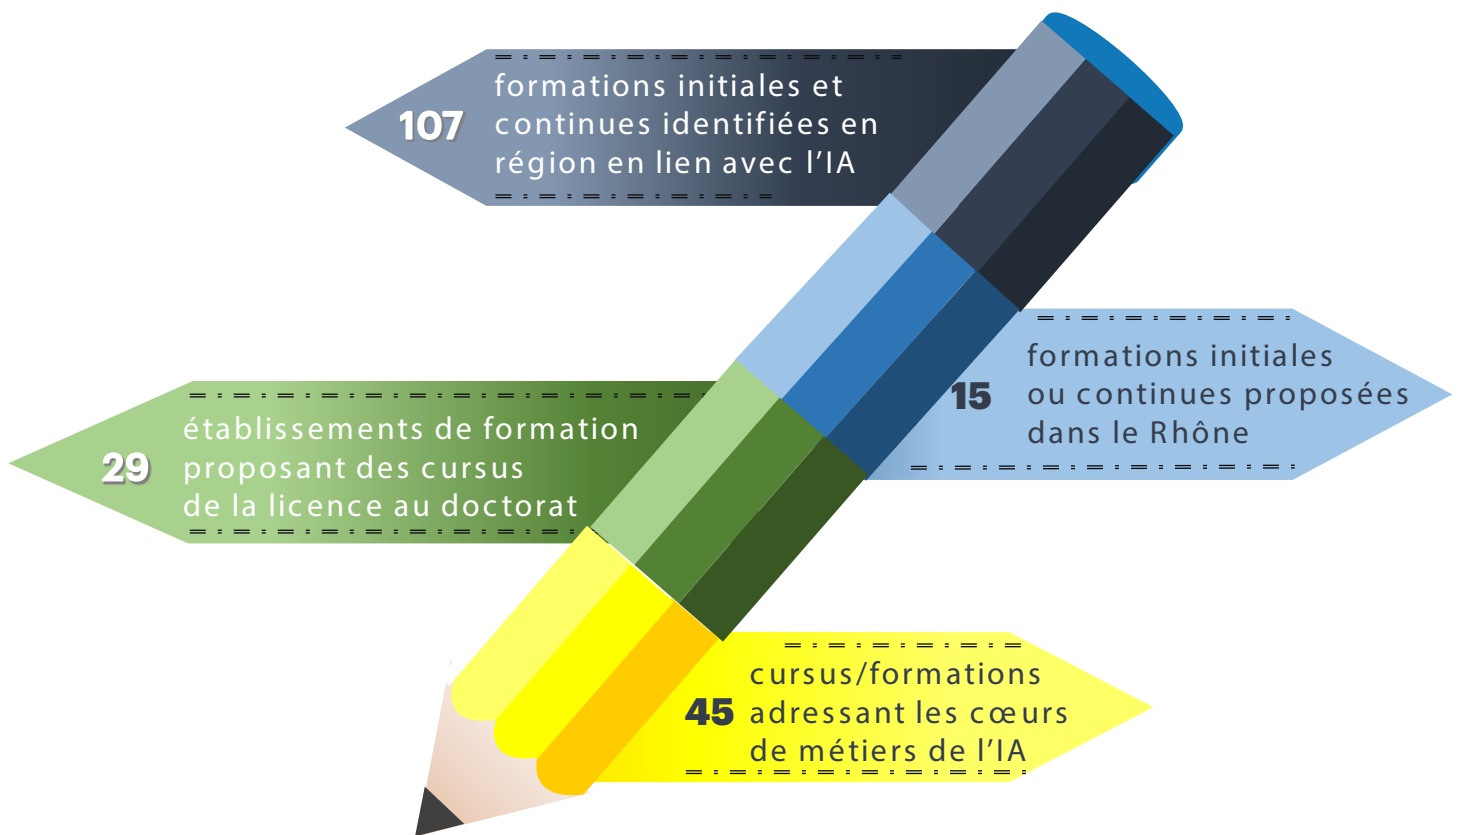 107
formations initiales et
continues identifiées en
région en lien avec l'IA
15
formations initiales
ou continues proposées
dans le Rhône
29
établissements de formation
proposant des cursus
de la licence au doctorat
45
cursus/formations
adressant les cœurs
de métiers de l'IA